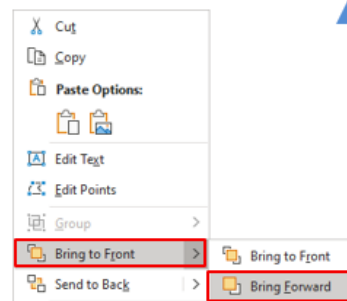 Cut
Copy
Paste Options:
Edit Text
Edit Points
Group
Bring to Front
Send to Back
Bring to Front
Bring Forward